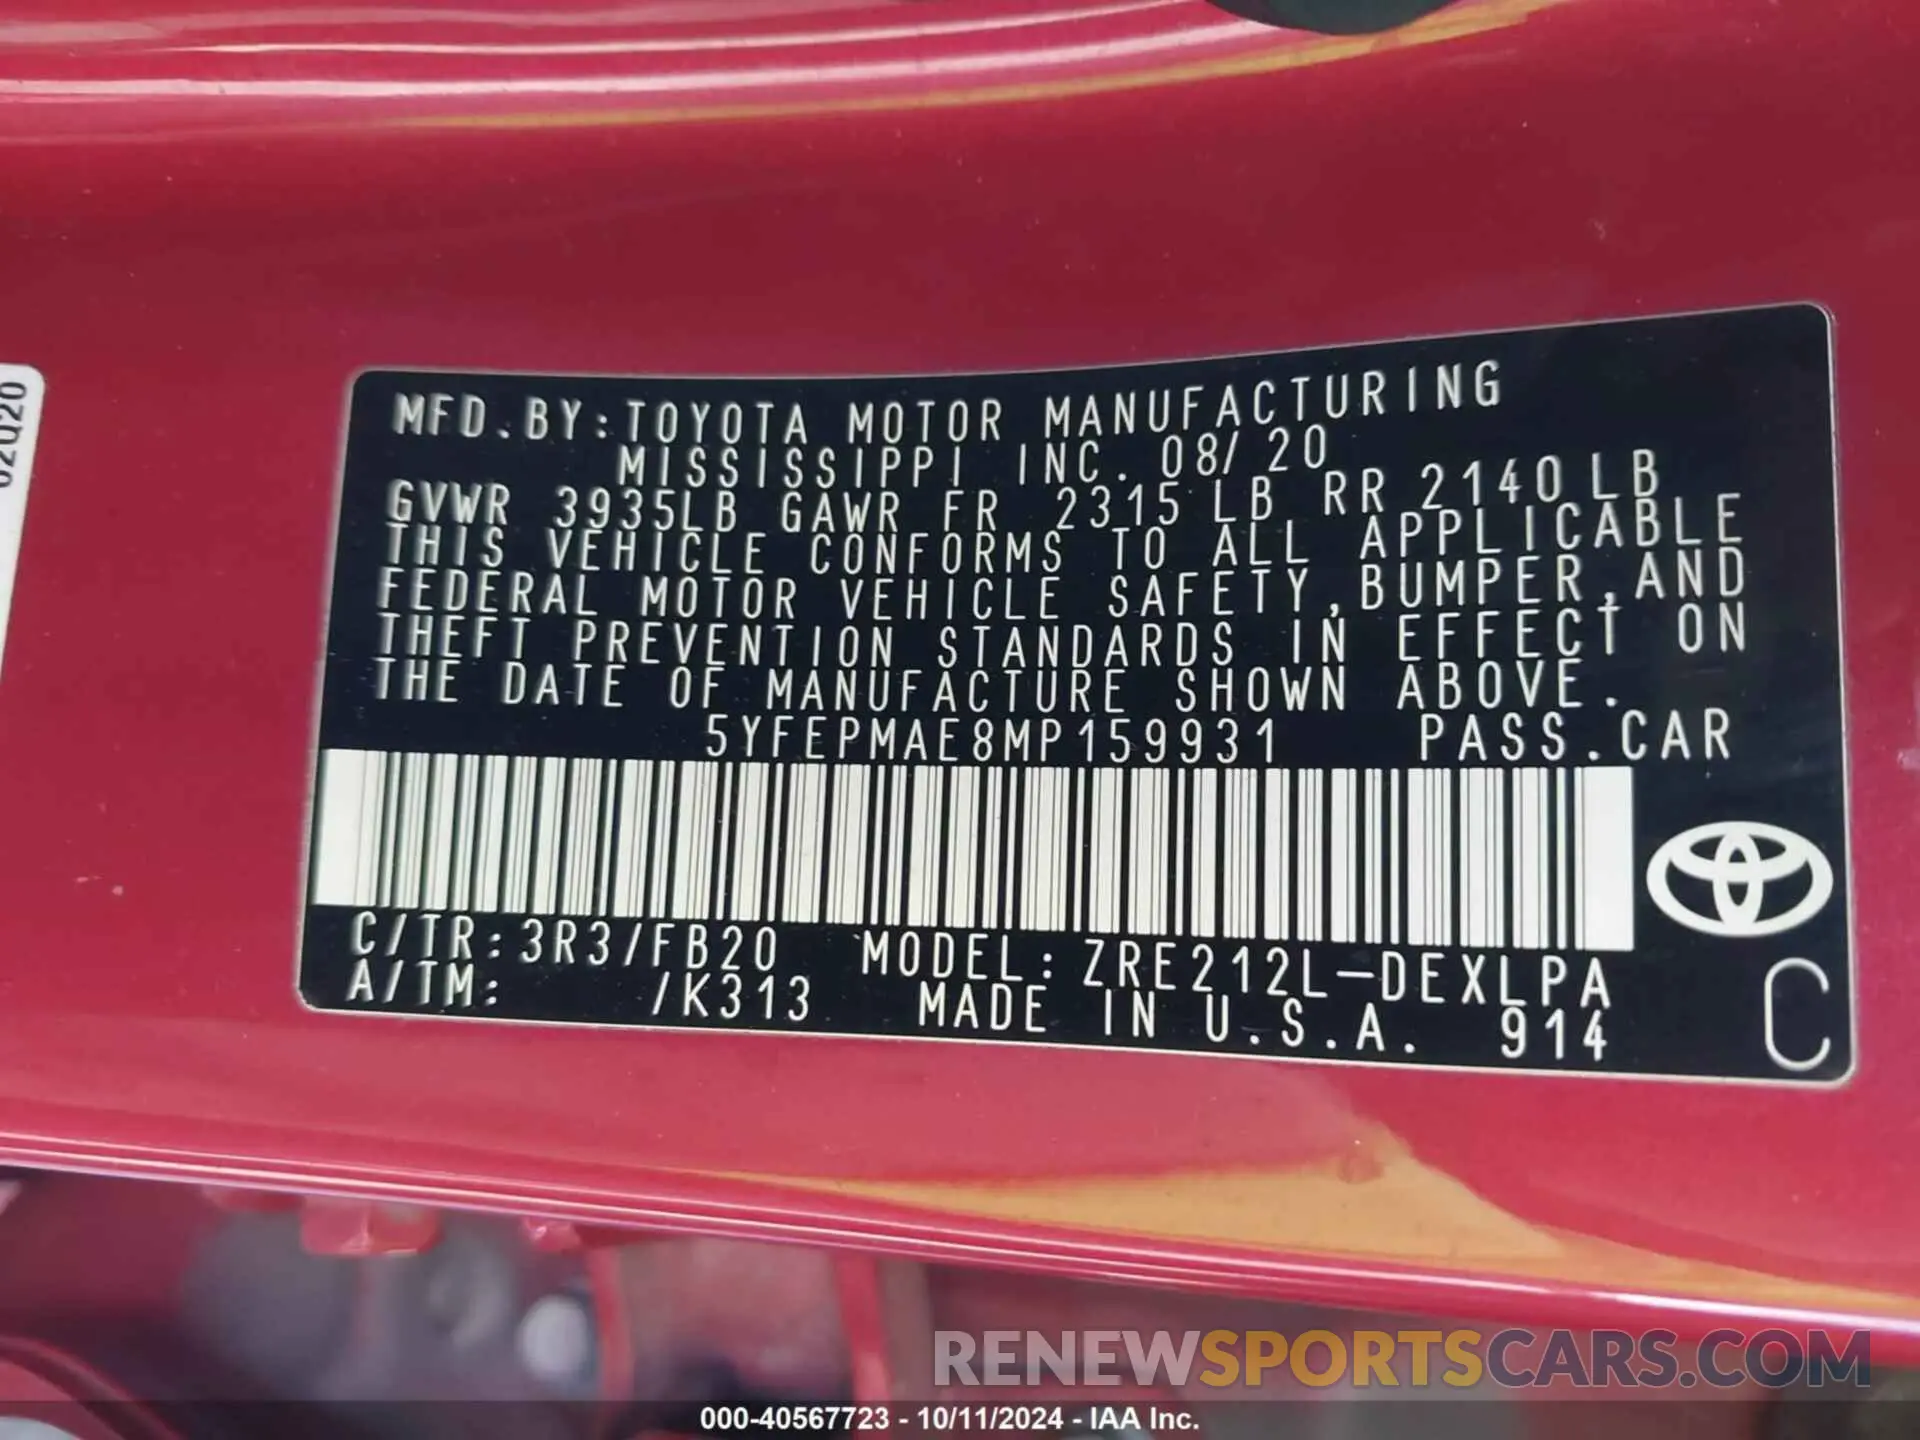 MFD.BY:TOYOTA MOTOR MANUFACTURING
MISSISSIPPI INC. 08/20
GVWR 3935LB GAWR FR 2315LB RR 2140LB
THIS VEHICLE CONFORMS TO ALL APPLICABLE
FEDERAL MOTOR VEHICLE SAFETY,BUMPER,AND
THEFT PREVENTION STANDARDS IN EFFECT ON
THE DATE OF MANUFACTURE SHOWN ABOVE.
5YFEPMAE8MP159931 PASS.CAR
C/TR:3R3/FB20 MODEL:ZRE212L-DEXLPA
A/TM: /K313 MADE IN U.S.A. 914
C
RENEWSPORTSCARS.COM
000-40567723 - 10/11/2024 - IAA Inc.